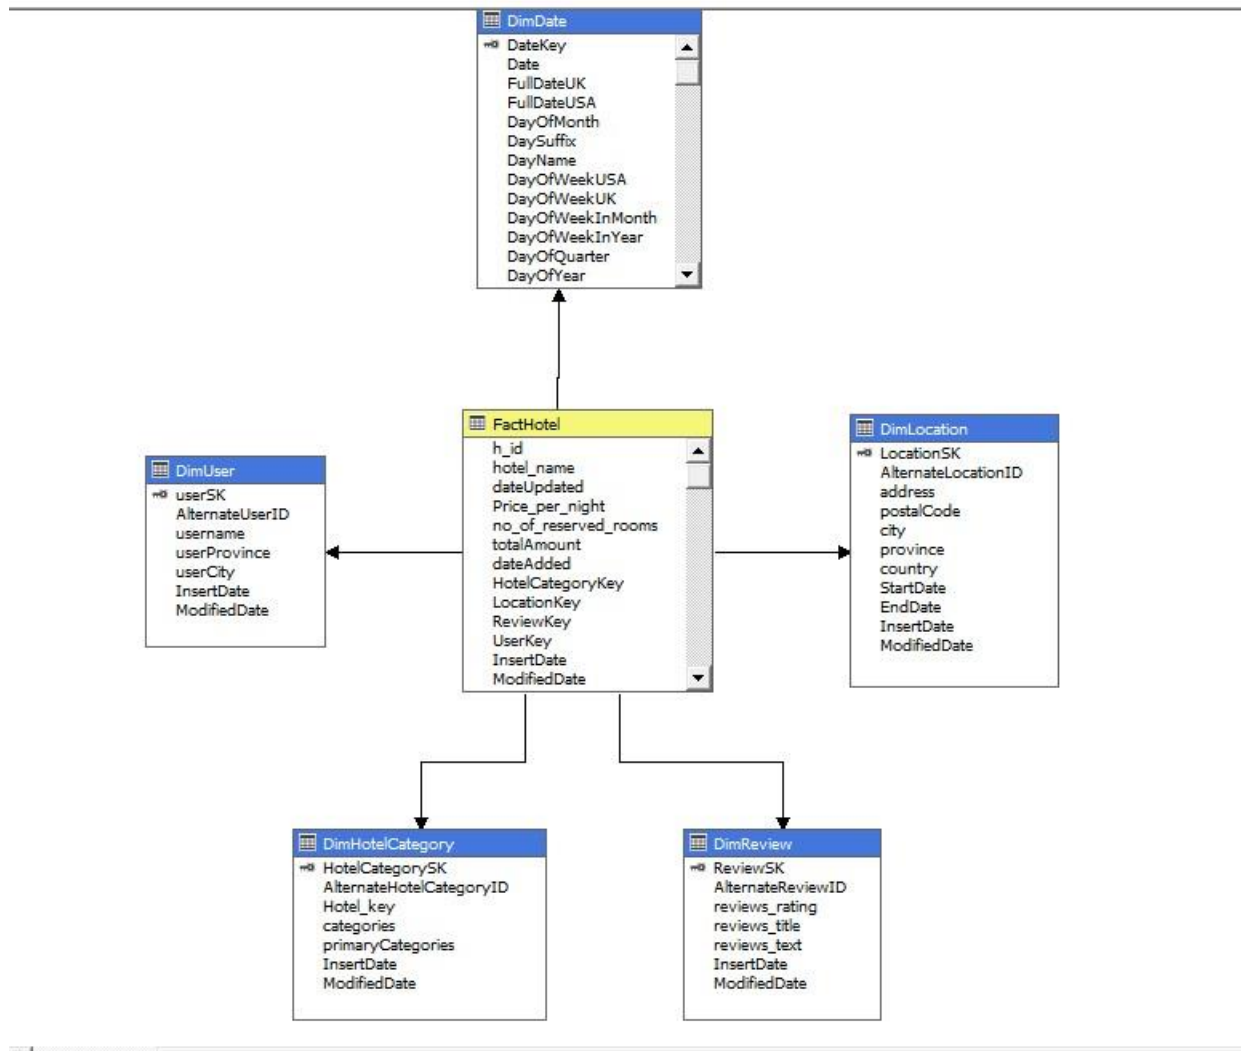 DimDate
DateKey
Date
FullDateUK
FullDateUSA
DayOfMonth
DaySuffix
DayName
DayOfWeekUSA
DayOfWeekUK
DayOfWeekInMonth
DayOfWeekInYear
DayOfQuarter
DayOfYear
FactHotel
h_id
hotel_name
dateUpdated
Price_per_night
no_of_reserved_rooms
totalAmount
dateAdded
HotelCategoryKey
LocationKey
ReviewKey
UserKey
InsertDate
ModifiedDate
DimUser
userSK
AlternateUserID
username
userProvince
userCity
InsertDate
ModifiedDate
DimLocation
LocationSK
AlternateLocationID
address
postalCode
city
province
country
StartDate
EndDate
InsertDate
ModifiedDate
DimHotelCategory
HotelCategorySK
AlternateHotelCategoryID
Hotel_key
categories
primaryCategories
InsertDate
ModifiedDate
DimReview
ReviewSK
AlternateReviewID
reviews_rating
reviews_title
reviews_text
InsertDate
ModifiedDate